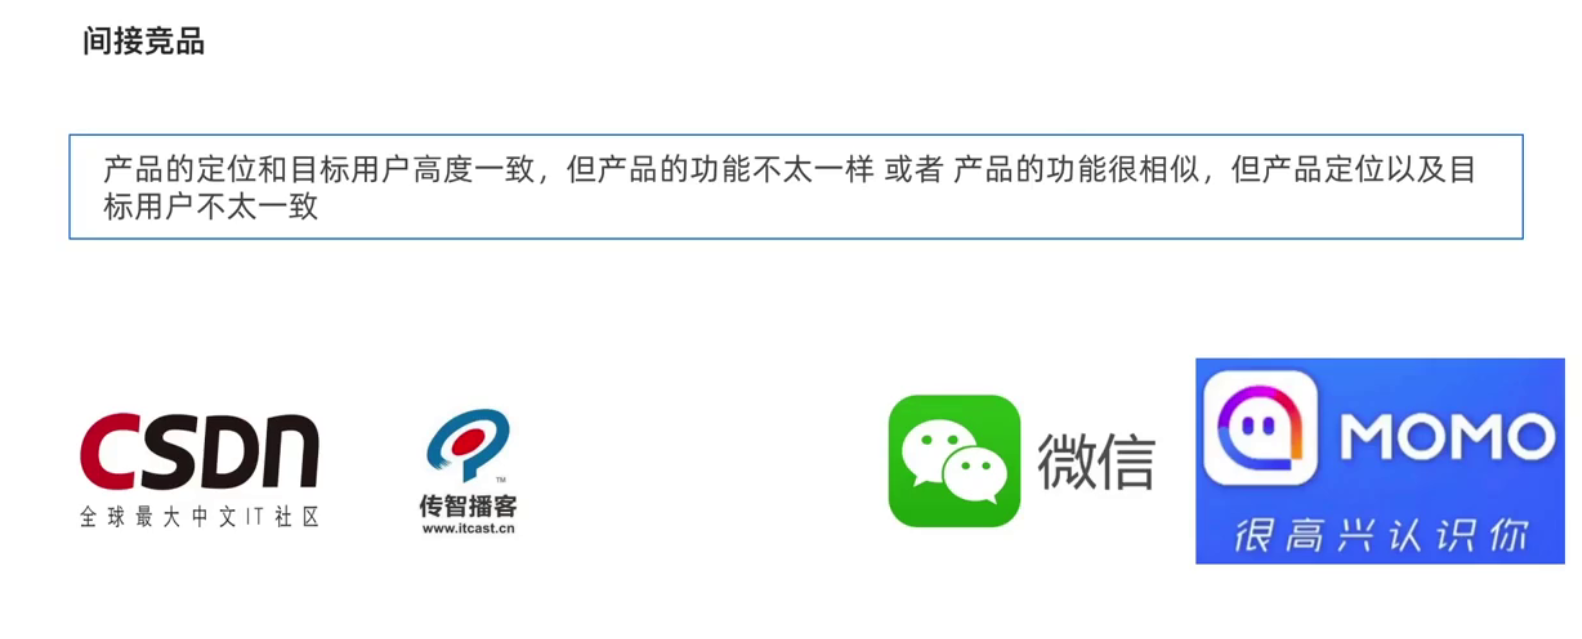 间接竞品
产品的定位和目标用户高度一致，但产品的功能不太一样 或者 产品的功能很相似，但产品定位以及目
标用户不太一致
CSDN
全球最大中文IT社区
TM
传智播客
www.itcast.cn
微信
MOMO
很高兴认识你